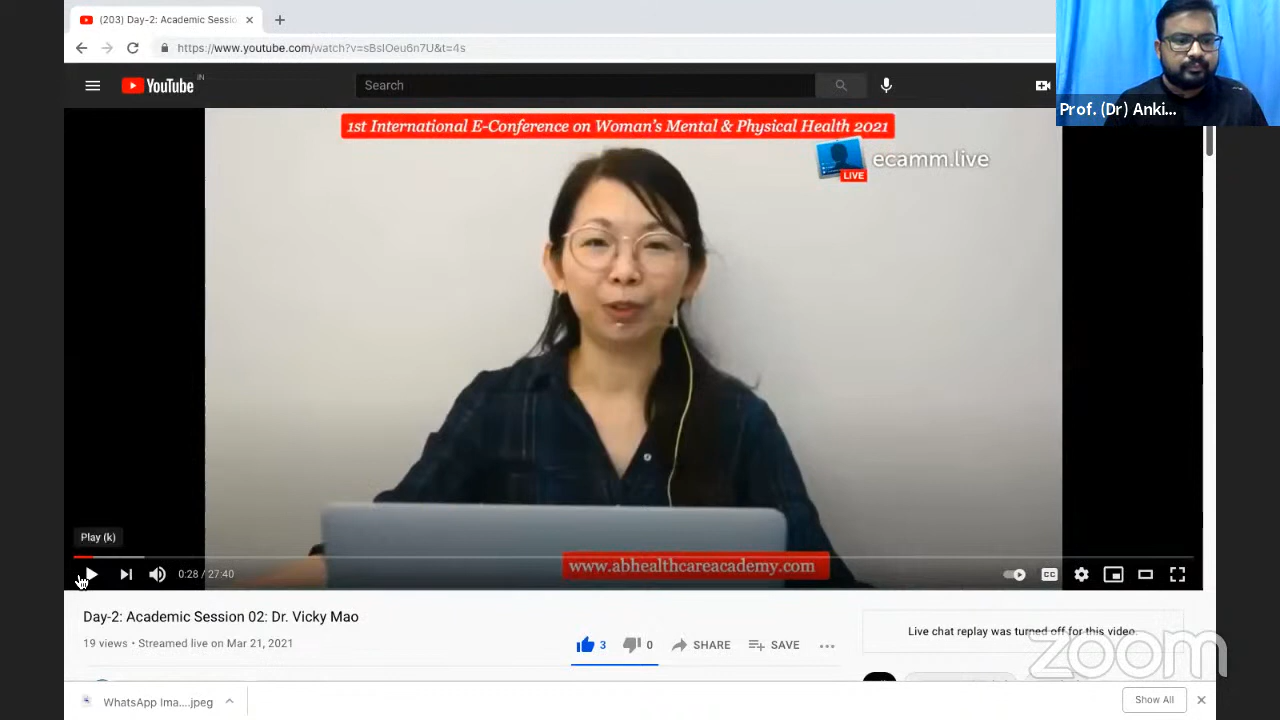 (203) Day-2: Academic Sessio
https://www.youtube.com/watch?v=sBsIOeu6n7U&t=4s
YouTube IN
Search
Prof. (Dr) Anki...
1st International E-Conference on Woman's Mental & Physical Health 2021
ecamm.live
LIVE
Play (k)
www.abhealthcareacademy.com
0:28 / 27:40
CC
Day-2: Academic Session 02: Dr. Vicky Mao
19 views • Streamed live on Mar 21, 2021
3
0
SHARE
SAVE
Live chat replay was turned off for this video.
zoom
WhatsApp Ima....jpeg
Show All